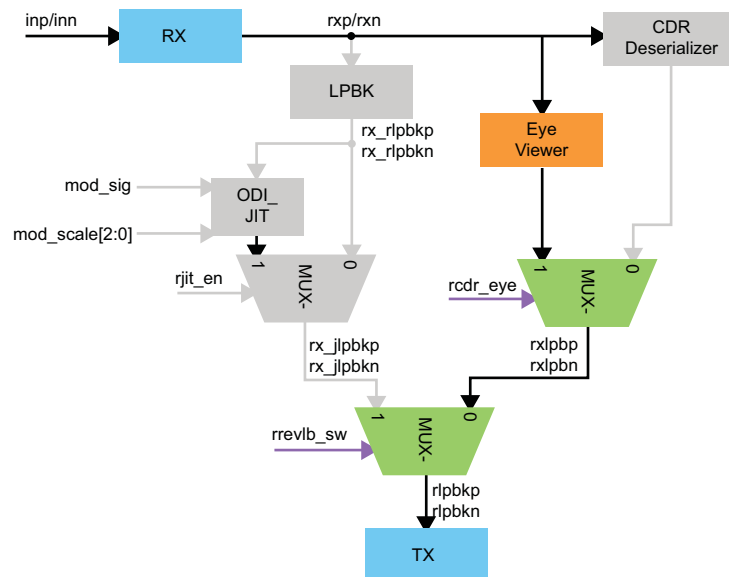 inp/inn
RX
rxp/rxn
CDR
Deserializer
LPBK
rx_rlpbkp
rx_rlpbkn
Eye
Viewer
mod_sig
ODI_
JIT
mod_scale[2:0]
1
0
MUX-
rjit_en
1
0
MUX-
rcdr_eye
rx_jlpbkp
rx_jlpbkn
rxlpbp
rxlpbn
1
0
MUX-
rrevlb_sw
rlpbkp
rlpbkn
TX